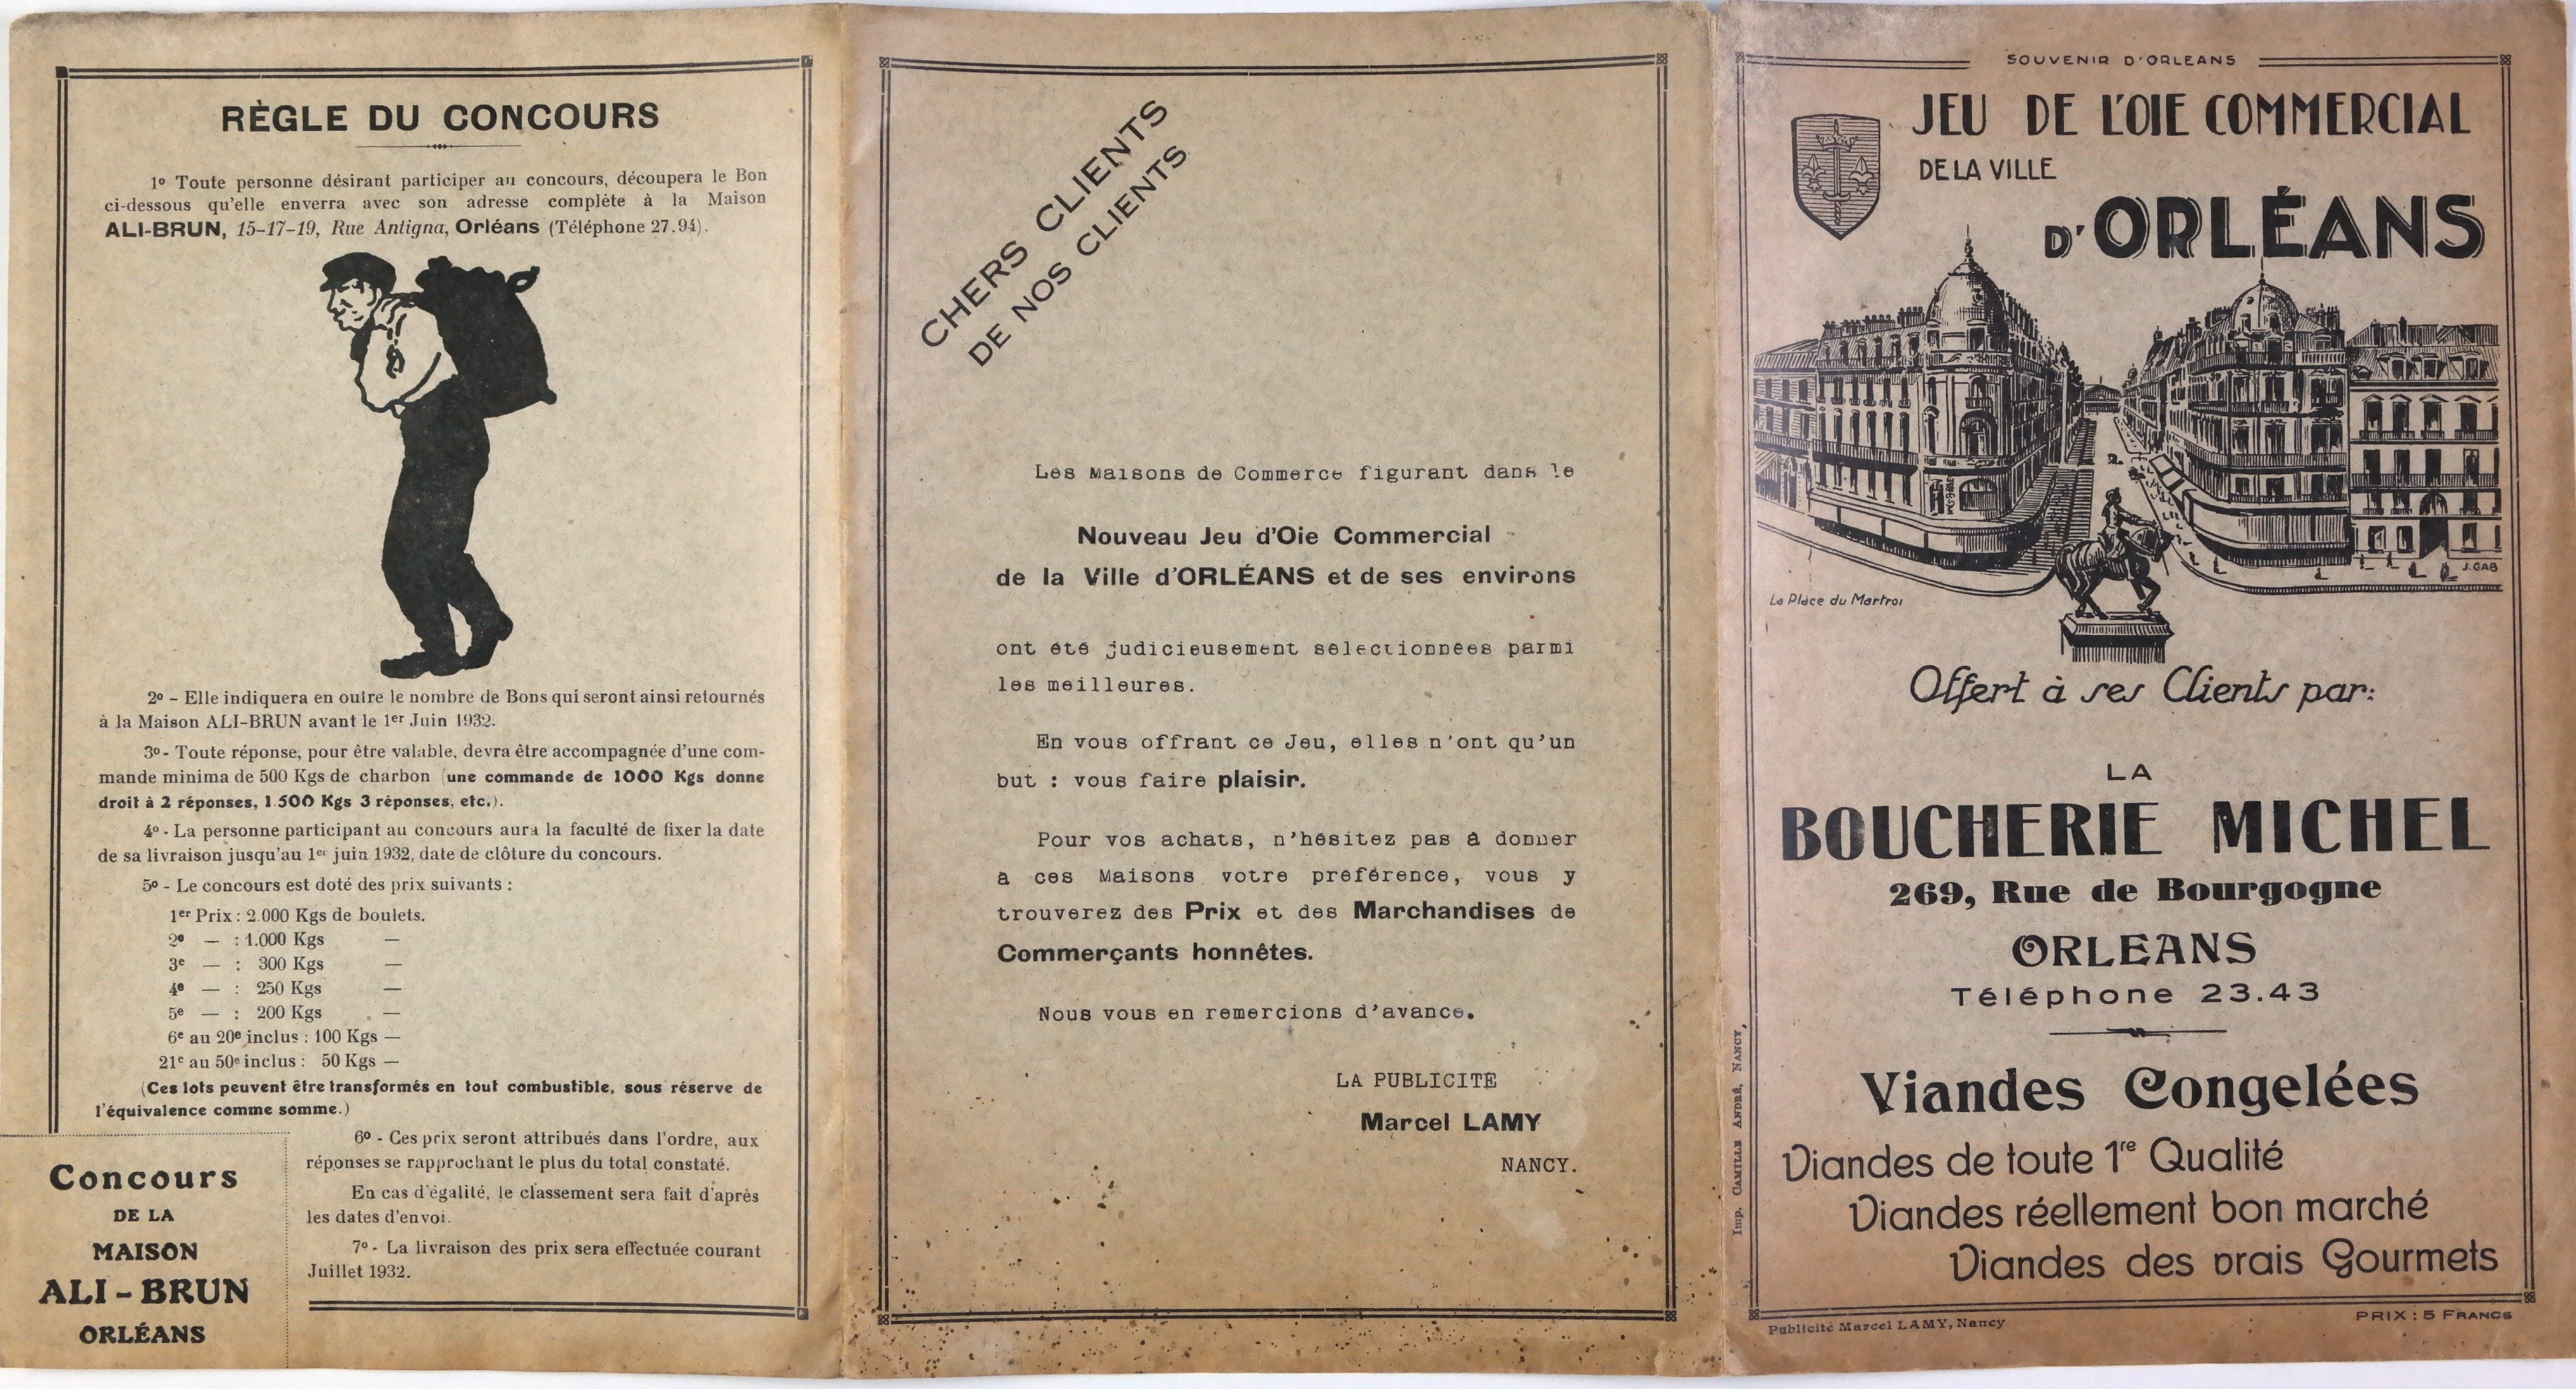 RÈGLE DU CONCOURS
1o Toute personne désirant participer au concours, découpera le Bon
ci-dessous qu'elle enverra avec son adresse complète à la Maison
ALI-BRUN, 15-17-19, Rue Antigna, Orléans (Téléphone 27.94).
2o - Elle indiquera en outre le nombre de Bons qui seront ainsi retournés
à la Maison ALI-BRUN avant le 1er Juin 1932.
3o - Toute réponse, pour être valable, devra être accompagnée d'une com-
mande minima de 500 Kgs de charbon (une commande de 1000 Kgs donne
droit à 2 réponses, 1.500 Kgs 3 réponses, etc.).
4o - La personne participant au concours aura la faculté de fixer la date
de sa livraison jusqu'au 1er juin 1932, date de clôture du concours.
5o - Le concours est doté des prix suivants :
1er Prix : 2.000 Kgs de boulets.
2e — : 1.000 Kgs —
3e — : 300 Kgs —
4e — : 250 Kgs —
5e — : 200 Kgs —
6e au 20e inclus : 100 Kgs —
21e au 50e inclus : 50 Kgs —
(Ces lots peuvent être transformés en tout combustible, sous réserve de
l'équivalence comme somme.)
6o - Ces prix seront attribués dans l'ordre, aux
réponses se rapprochant le plus du total constaté.
En cas d'égalité, le classement sera fait d'après
les dates d'envoi.
7o - La livraison des prix sera effectuée courant
Juillet 1932.
Concours
DE LA
MAISON
ALI-BRUN
ORLÉANS
CHERS CLIENTS
DE NOS CLIENTS
Les Maisons de Commerce figurant dans le
Nouveau Jeu d'Oie Commercial
de la Ville d'ORLÉANS et de ses environs
ont été judicieusement sélectionnées parmi
les meilleures.
En vous offrant ce Jeu, elles n'ont qu'un
but : vous faire plaisir.
Pour vos achats, n'hésitez pas à donner
à ces Maisons votre préférence, vous y
trouverez des Prix et des Marchandises de
Commerçants honnêtes.
Nous vous en remercions d'avance.
LA PUBLICITÉ
Marcel LAMY
NANCY.
SOUVENIR D'ORLEANS
JEU DE L'OIE COMMERCIAL
DE LA VILLE
D'ORLÉANS
J. GAB
La Place du Martroi
Offert à ses Clients par:
LA
BOUCHERIE MICHEL
269, Rue de Bourgogne
ORLEANS
Téléphone 23.43
Viandes Congelées
Viandes de toute 1re Qualité
Viandes réellement bon marché
Viandes des vrais Gourmets
Imp. CAMILLE ANDRÉ, NANCY,
Publicité Marcel LAMY, Nancy
PRIX : 5 FRANCS